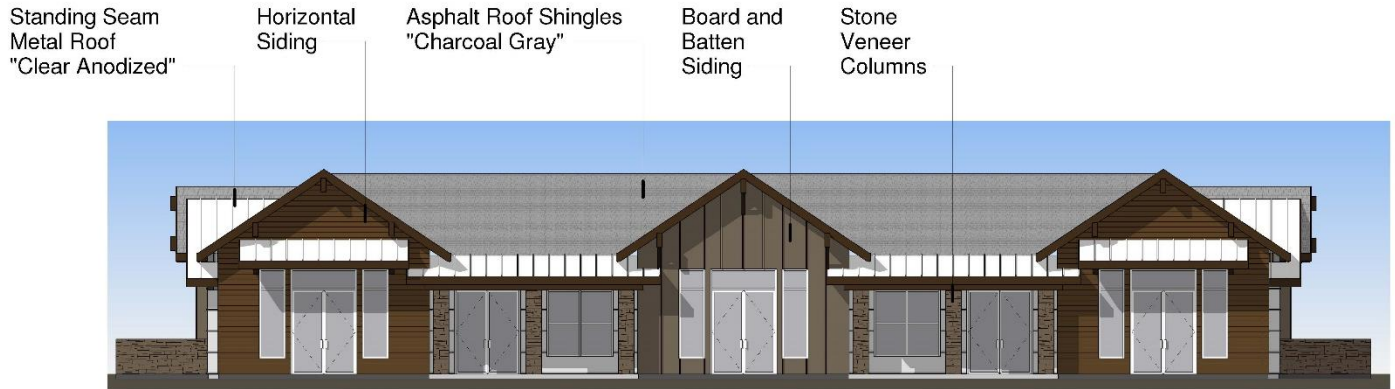 Standing Seam
Metal Roof
"Clear Anodized"
Horizontal
Siding
Asphalt Roof Shingles
"Charcoal Gray"
Board and
Batten
Siding
Stone
Veneer
Columns